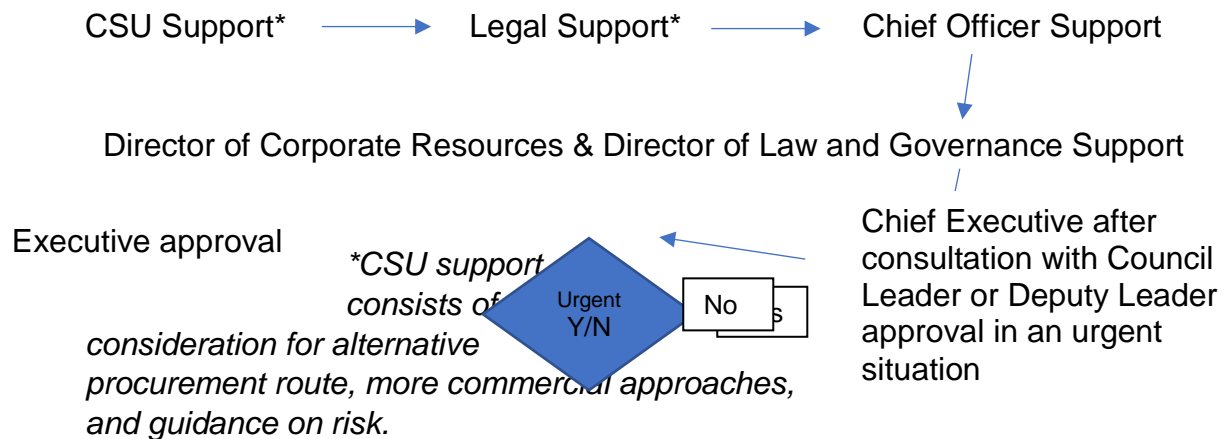 CSU Support* Legal Support* Chief Officer Support
Director of Corporate Resources & Director of Law and Governance Support
Executive approval
Chief Executive after
consultation with Council
Leader or Deputy Leader
approval in an urgent
situation
Urgent
Y/N
No
*CSU support
consists of
consideration for alternative
procurement route, more commercial approaches,
and guidance on risk.